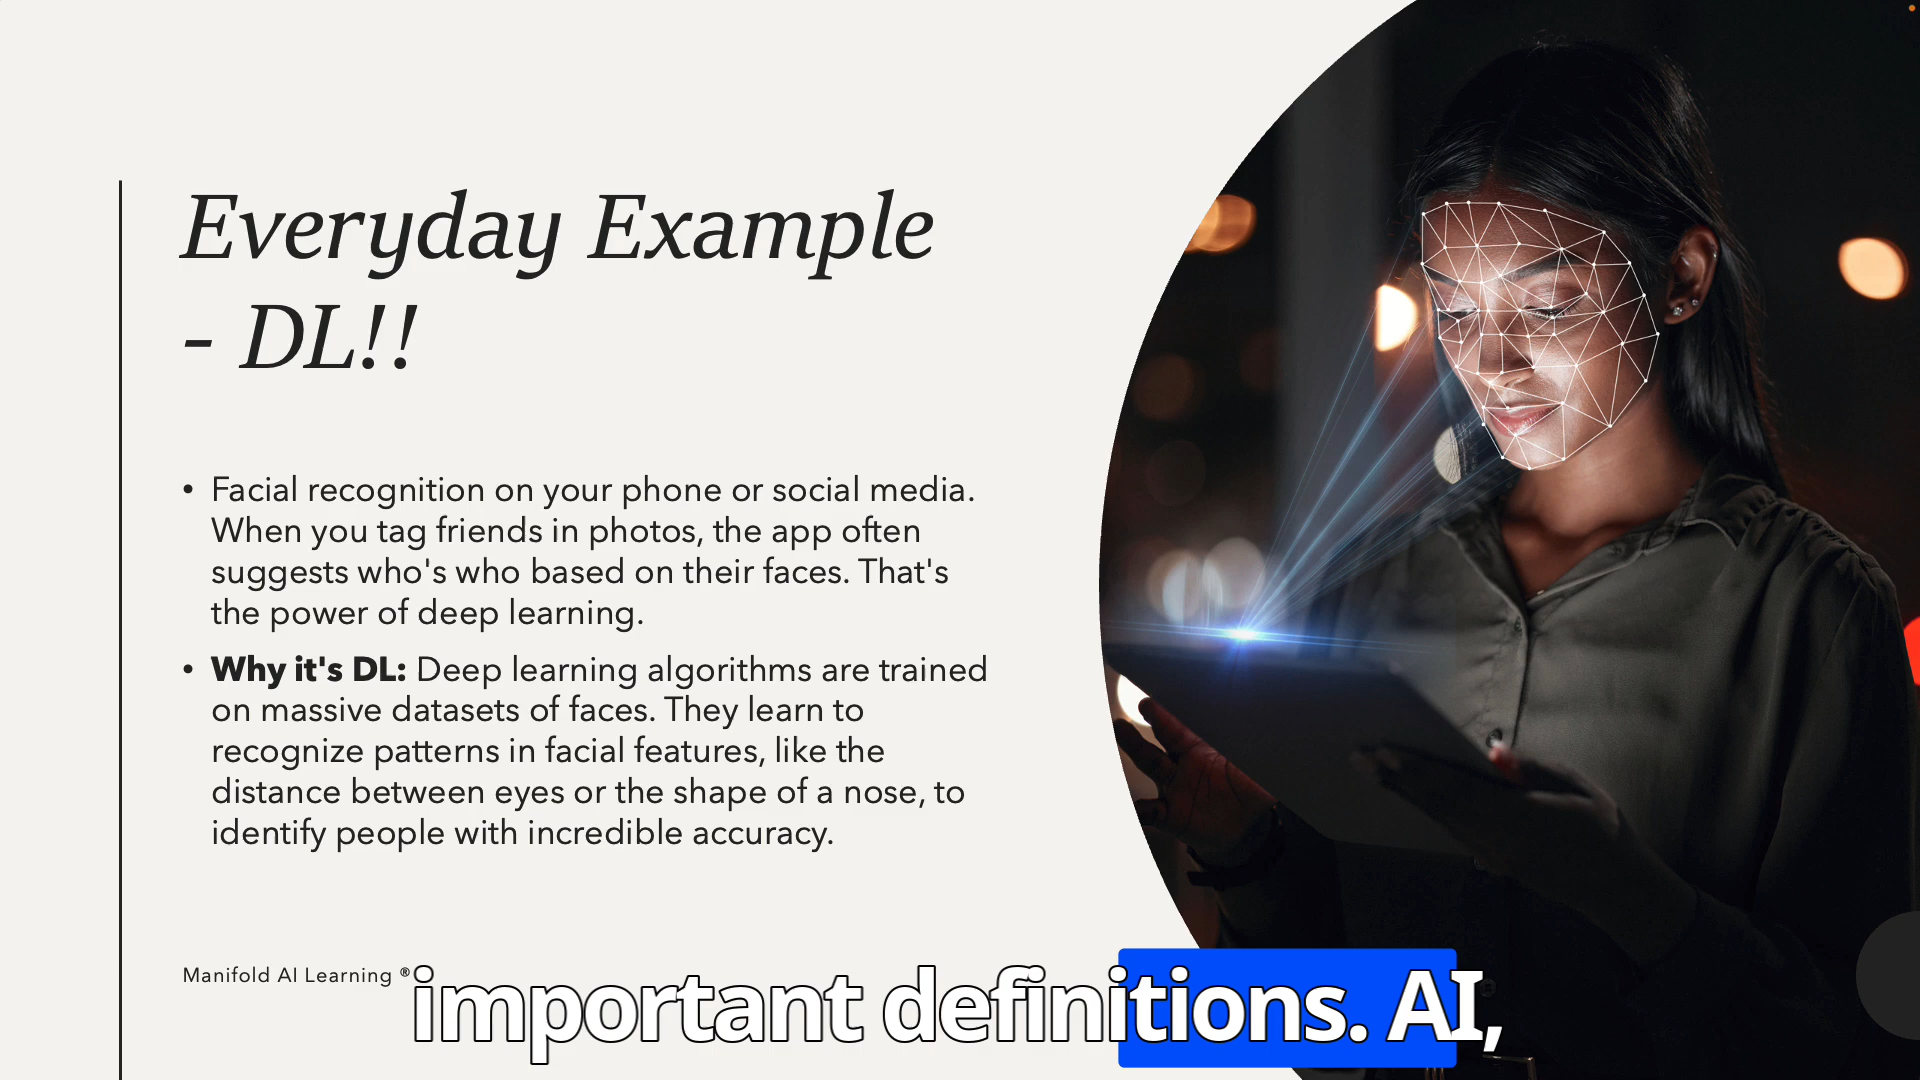 Everyday Example
- DL!!
• Facial recognition on your phone or social media.
When you tag friends in photos, the app often
suggests who's who based on their faces. That's
the power of deep learning.
• Why it's DL: Deep learning algorithms are trained
on massive datasets of faces. They learn to
recognize patterns in facial features, like the
distance between eyes or the shape of a nose, to
identify people with incredible accuracy.
Manifold AI Learning ®
important definitions. AI,